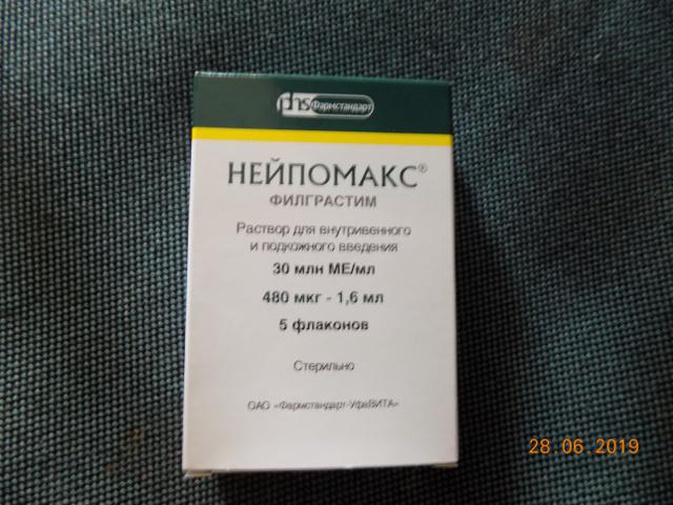 phs Фармстандарт
НЕЙПОМАКС®
ФИЛГРАСТИМ
Раствор для внутривенного
и подкожного введения
30 млн МЕ/мл
480 мкг - 1,6 мл
5 флаконов
Стерильно
ОАО «Фармстандарт-УфаВИТА»
28.06.2019